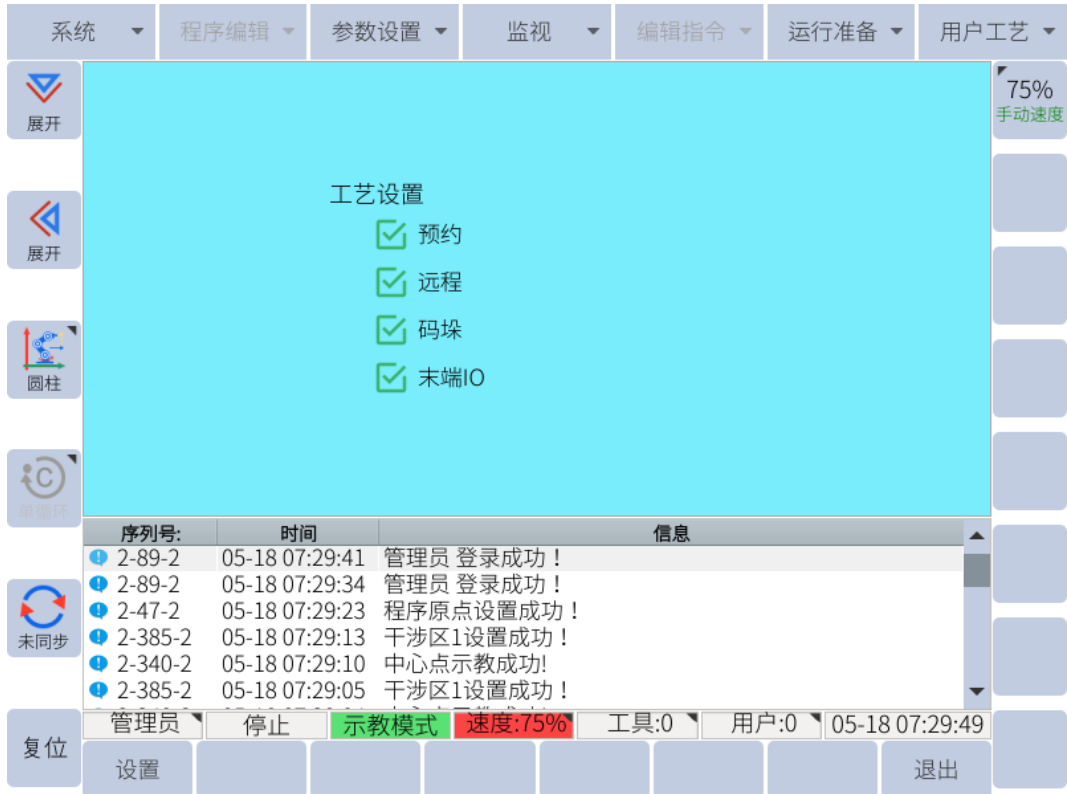 系统 程序编辑 参数设置 监视 编辑指令 运行准备 用户工艺
展开
75%
手动速度
工艺设置
预约
展开
远程
码垛
圆柱
末端IO
单循环
序列号: 时间 信息
2-89-2 05-18 07:29:41 管理员 登录成功！
2-89-2 05-18 07:29:34 管理员 登录成功！
2-47-2 05-18 07:29:23 程序原点设置成功！
2-385-2 05-18 07:29:13 干涉区1设置成功！
未同步
2-340-2 05-18 07:29:10 中心点示教成功!
2-385-2 05-18 07:29:05 干涉区1设置成功！
管理员 停止 示教模式 速度:75% 工具:0 用户:0 05-18 07:29:49
复位
设置 退出